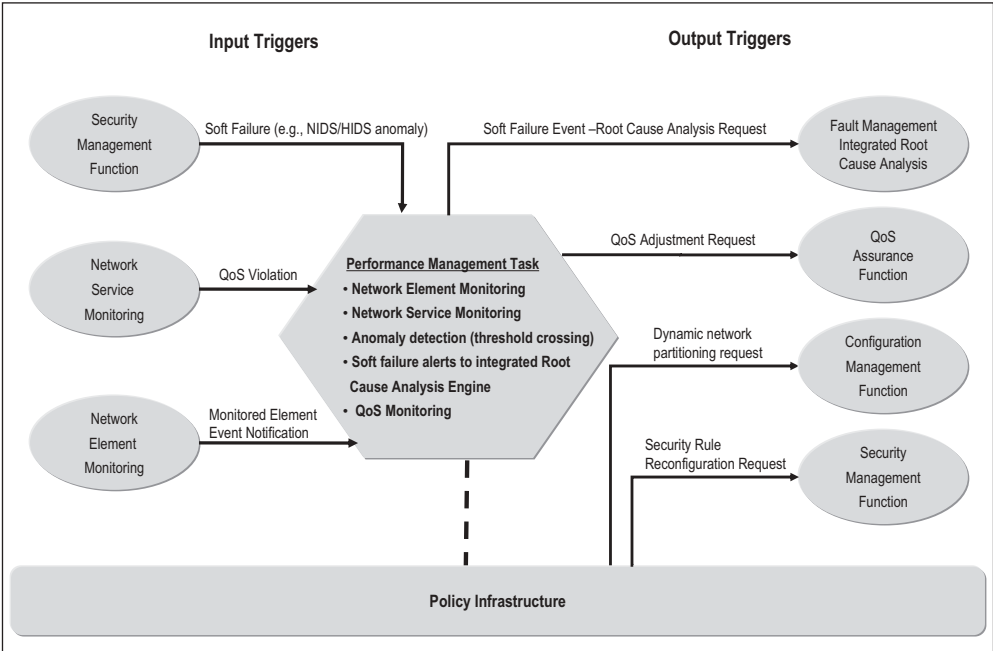 Input Triggers
Output Triggers
Security
Management
Function
Soft Failure (e.g., NIDS/HIDS anomaly)
Soft Failure Event –Root Cause Analysis Request
Fault Management
Integrated Root
Cause Analysis
Network
Service
Monitoring
QoS Violation
Performance Management Task
• Network Element Monitoring
• Network Service Monitoring
• Anomaly detection (threshold crossing)
• Soft failure alerts to integrated Root
Cause Analysis Engine
• QoS Monitoring
QoS Adjustment Request
QoS
Assurance
Function
Dynamic network
partitioning request
Configuration
Management
Function
Network
Element
Monitoring
Monitored Element
Event Notification
Security Rule
Reconfiguration Request
Security
Management
Function
Policy Infrastructure